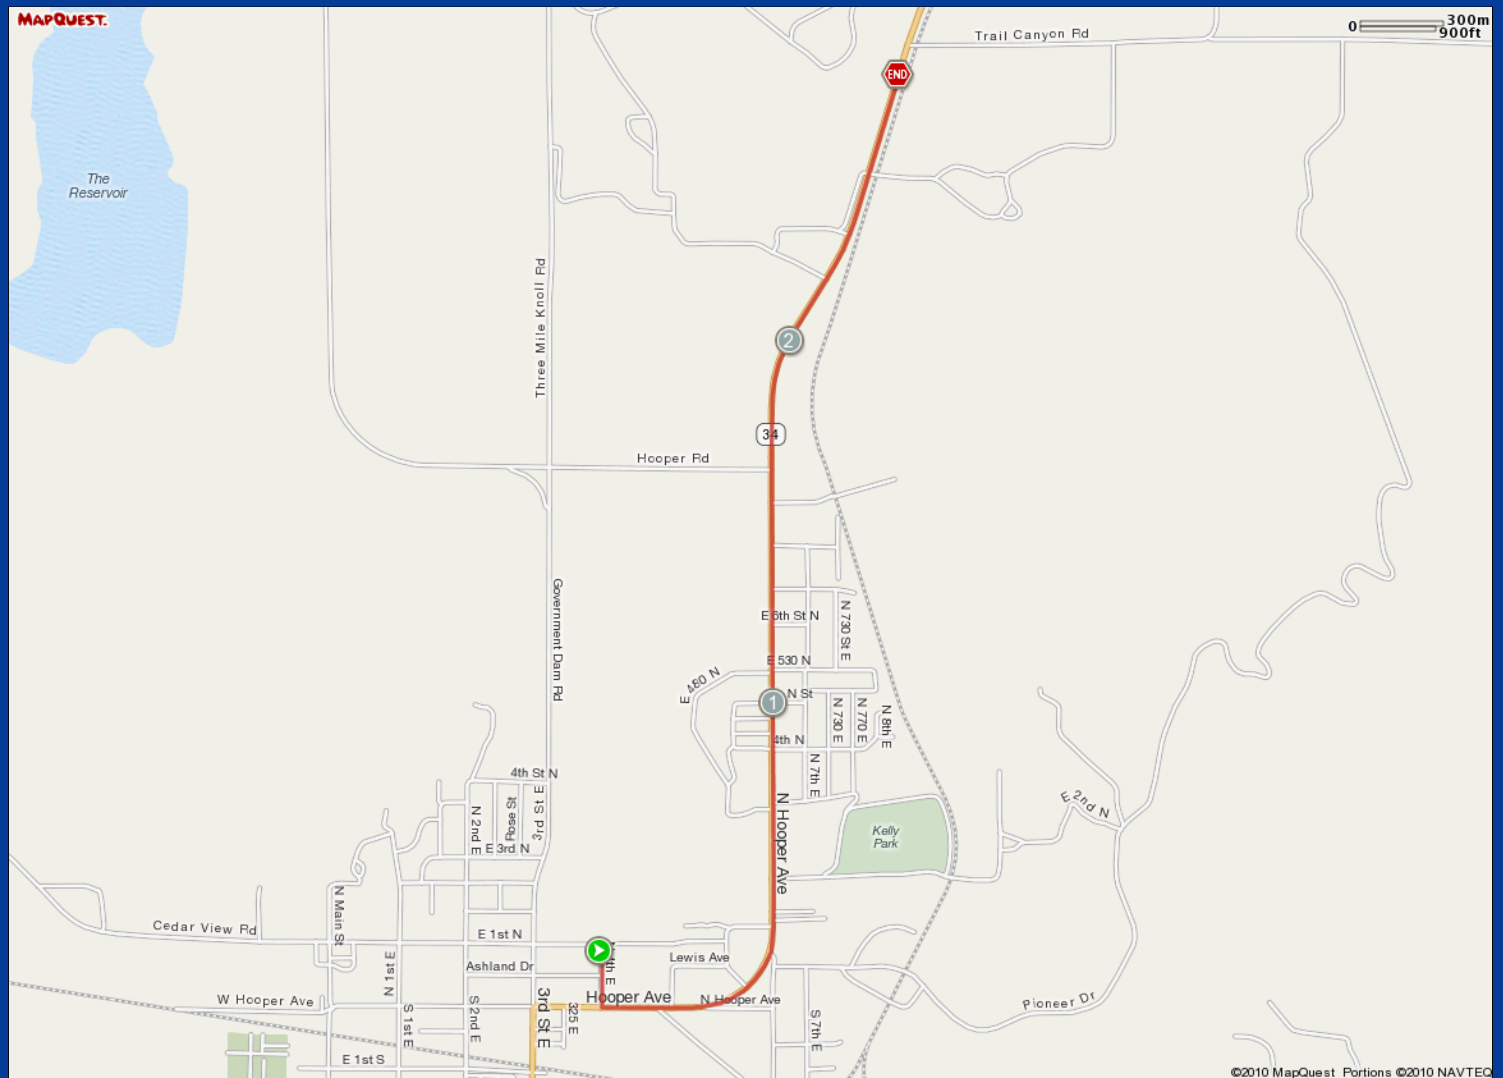 MAPQUEST.
0 300m
900ft
Trail Canyon Rd
END
The
Reservoir
Three Mile Knoll Rd
2
34
Hooper Rd
Government Dam Rd
E 6th St N
N 730 St E
E 530 N
E 480 N
1
N St
N 730 E
N 770 E
N 8th E
4th N
N 7th E
4th St N
N 2nd E
Rose St
3rd St E
E 3rd N
N Hooper Ave
Kelly
Park
E 2nd N
N Main St
Cedar View Rd
E 1st N
N 1st E
Ashland Dr
4th E
Lewis Ave
W Hooper Ave
Hooper Ave
N Hooper Ave
Pioneer Dr
S 1st E
S 2nd E
3rd St E
325 E
S 7th E
E 1st S
©2010 MapQuest Portions ©2010 NAVTEQ